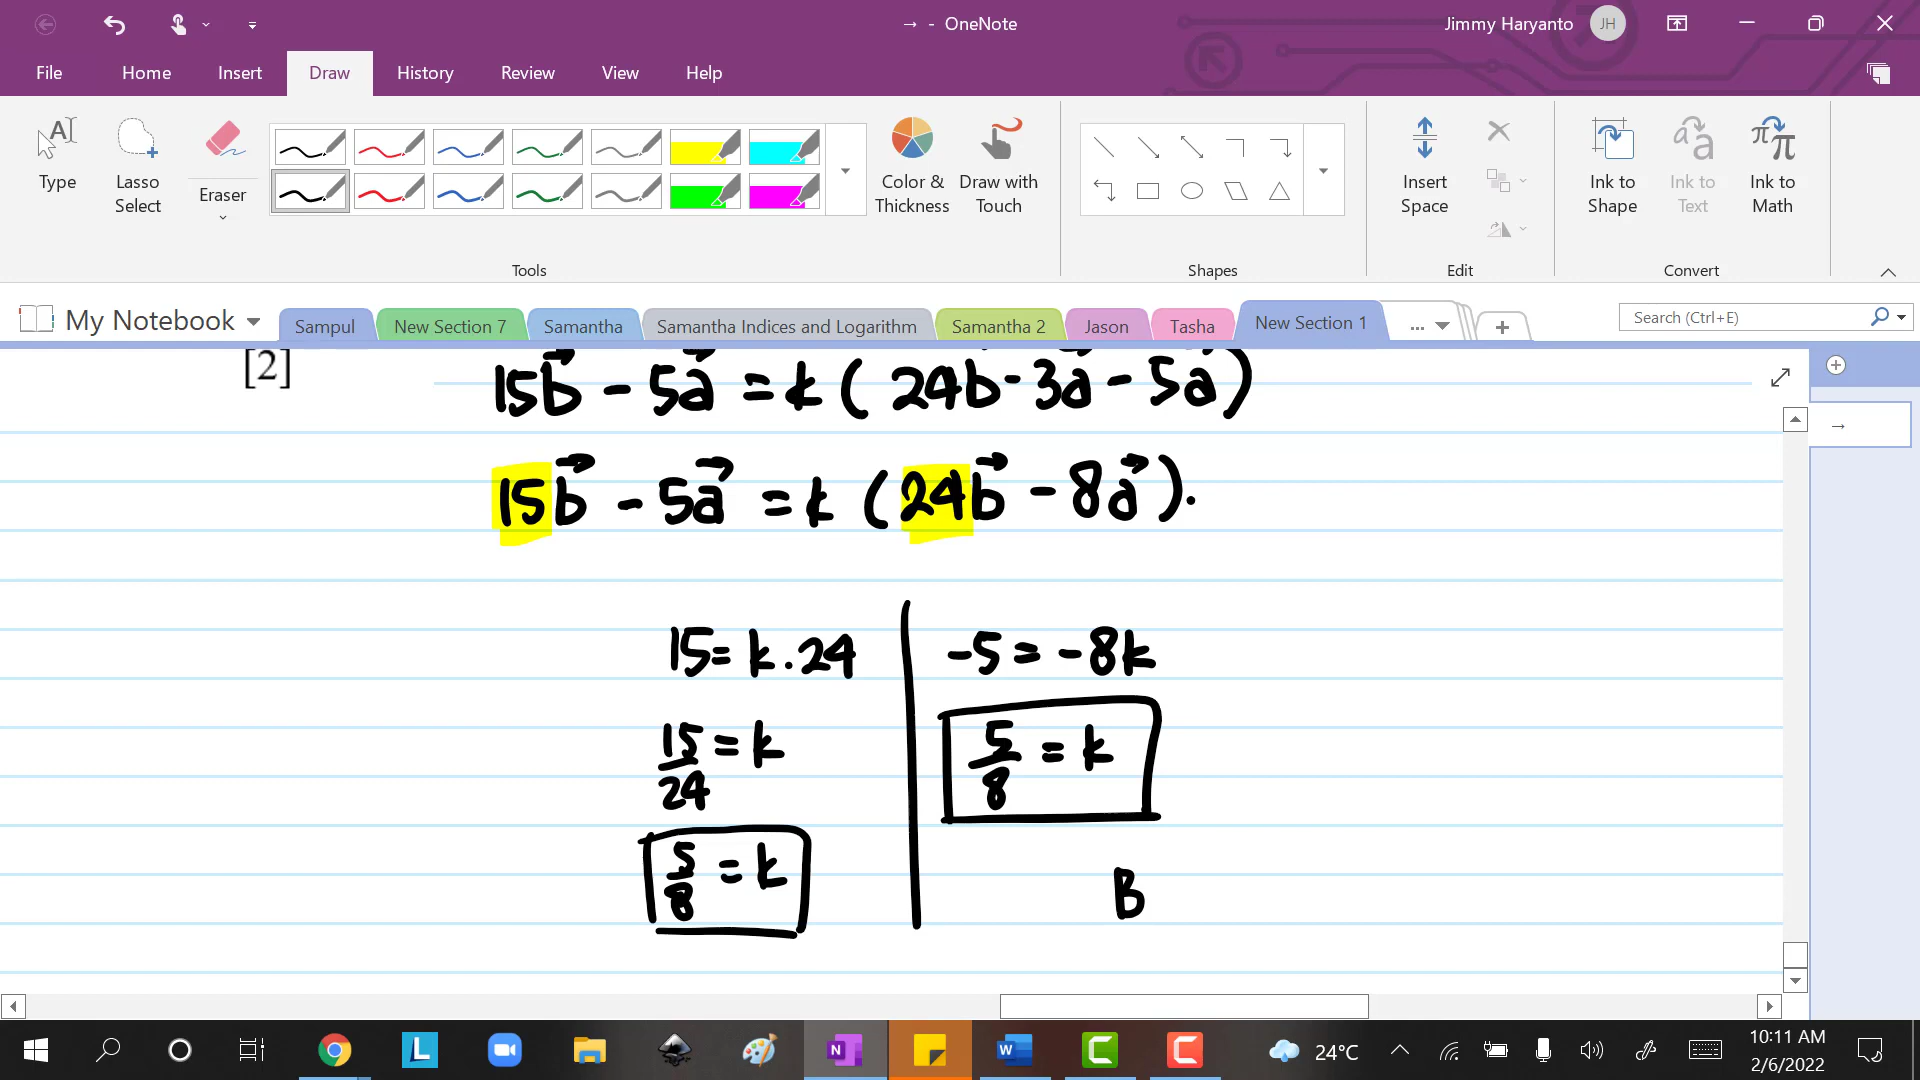 → - OneNote
Jimmy Haryanto JH
File Home Insert Draw History Review View Help
Type
Lasso Select
Eraser
Color & Thickness
Draw with Touch
Insert Space
Ink to Shape
Ink to Text
Ink to Math
Tools Shapes Edit Convert
My Notebook Sampul New Section 7 Samantha Samantha Indices and Logarithm Samantha 2 Jason Tasha New Section 1 ... Search (Ctrl+E)
[2]
15b⃗ - 5a⃗ = k ( 24b - 3a⃗ - 5a⃗ )
15b⃗ - 5a⃗ = k ( 24b⃗ - 8a⃗ ).
15 = k . 24
-5 = -8k
15/24 = k
5/8 = k
5/8 = k
B
→
24°C
10:11 AM
2/6/2022